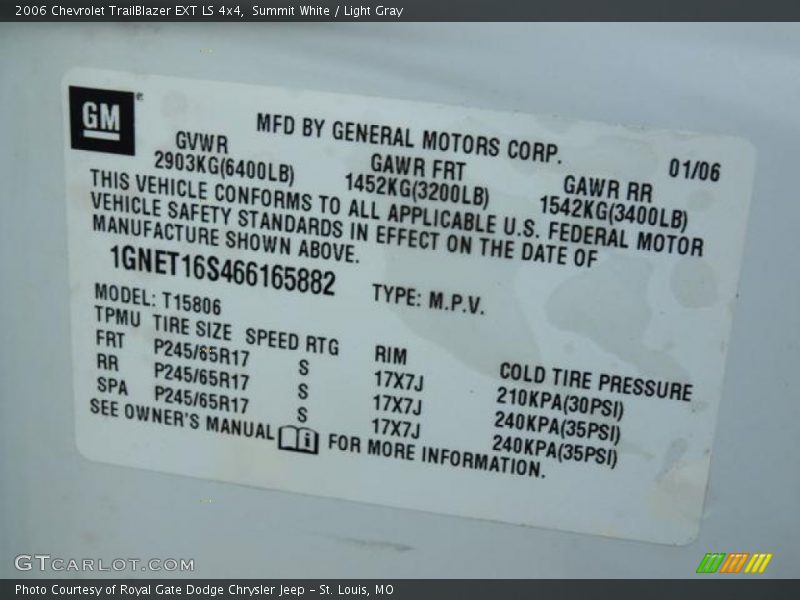 2006 Chevrolet TrailBlazer EXT LS 4x4, Summit White / Light Gray
GM
MFD BY GENERAL MOTORS CORP.
01/06
GVWR GAWR FRT GAWR RR
2903KG(6400LB) 1452KG(3200LB) 1542KG(3400LB)
THIS VEHICLE CONFORMS TO ALL APPLICABLE U.S. FEDERAL MOTOR
VEHICLE SAFETY STANDARDS IN EFFECT ON THE DATE OF
MANUFACTURE SHOWN ABOVE.
1GNET16S466165882 TYPE: M.P.V.
MODEL: T15806
TPMU TIRE SIZE SPEED RTG RIM COLD TIRE PRESSURE
FRT P245/65R17 S 17X7J 210KPA(30PSI)
RR P245/65R17 S 17X7J 240KPA(35PSI)
SPA P245/65R17 S 17X7J 240KPA(35PSI)
SEE OWNER'S MANUAL i FOR MORE INFORMATION.
GTCARLOT.COM
Photo Courtesy of Royal Gate Dodge Chrysler Jeep - St. Louis, MO